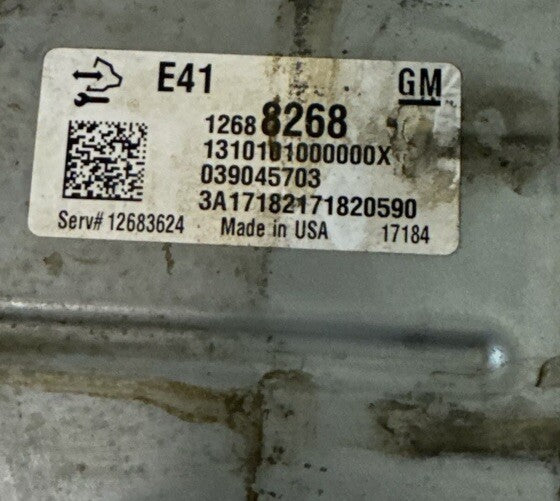 E41 GM
12688268
1310101000000X
039045703
3A17182171820590
Serv# 12683624 Made in USA 17184